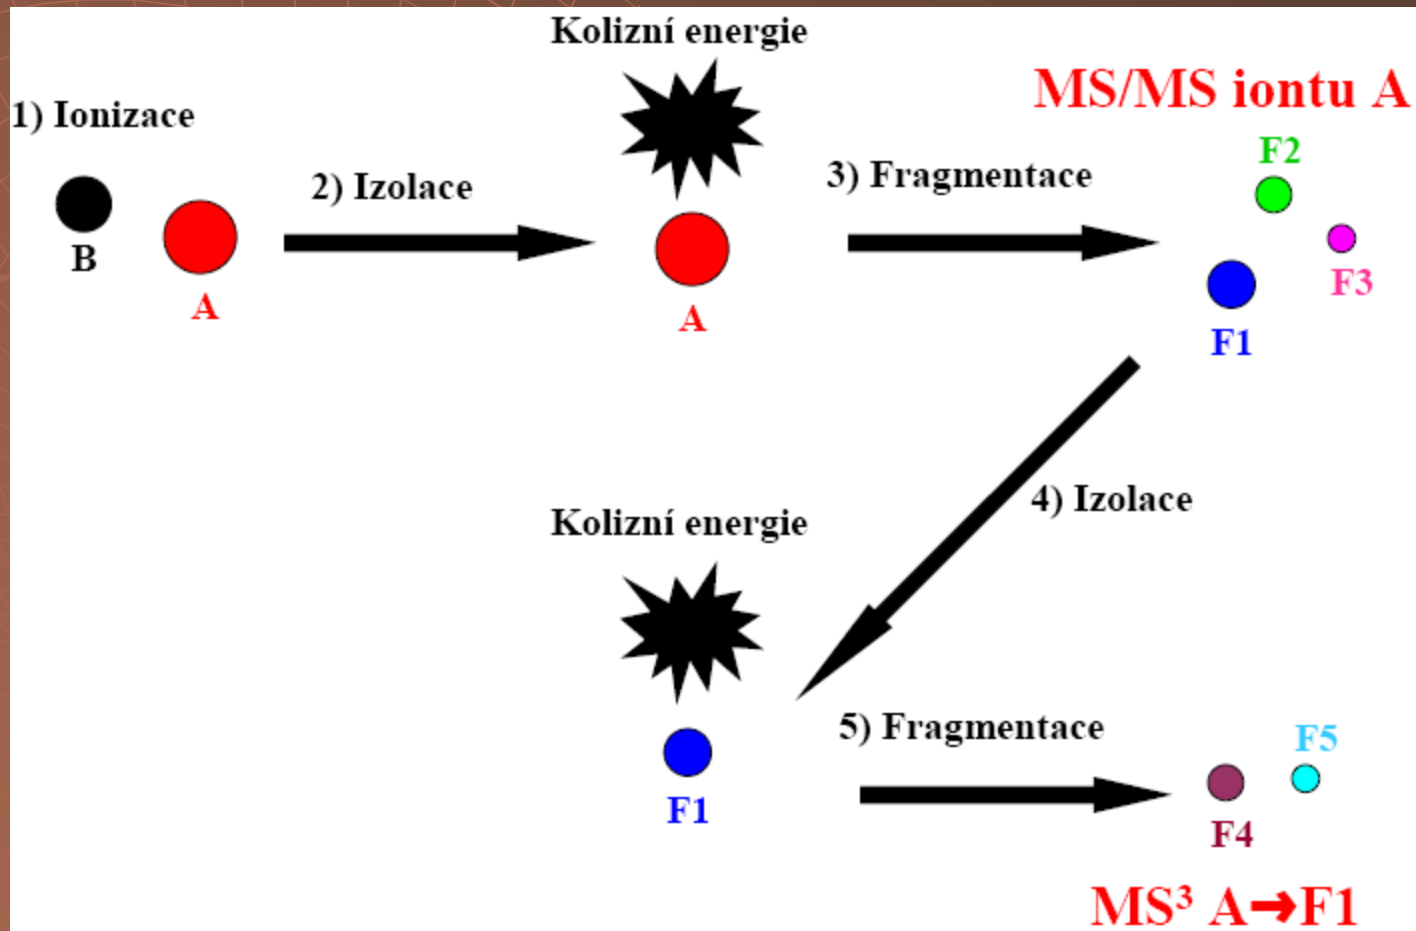 Kolizní energie
MS/MS iontu A
1) Ionizace
F2
3) Fragmentace
2) Izolace
B
F3
A
A
F1
4) Izolace
Kolizní energie
5) Fragmentace
F5
F1
F4
MS³ A➔F1